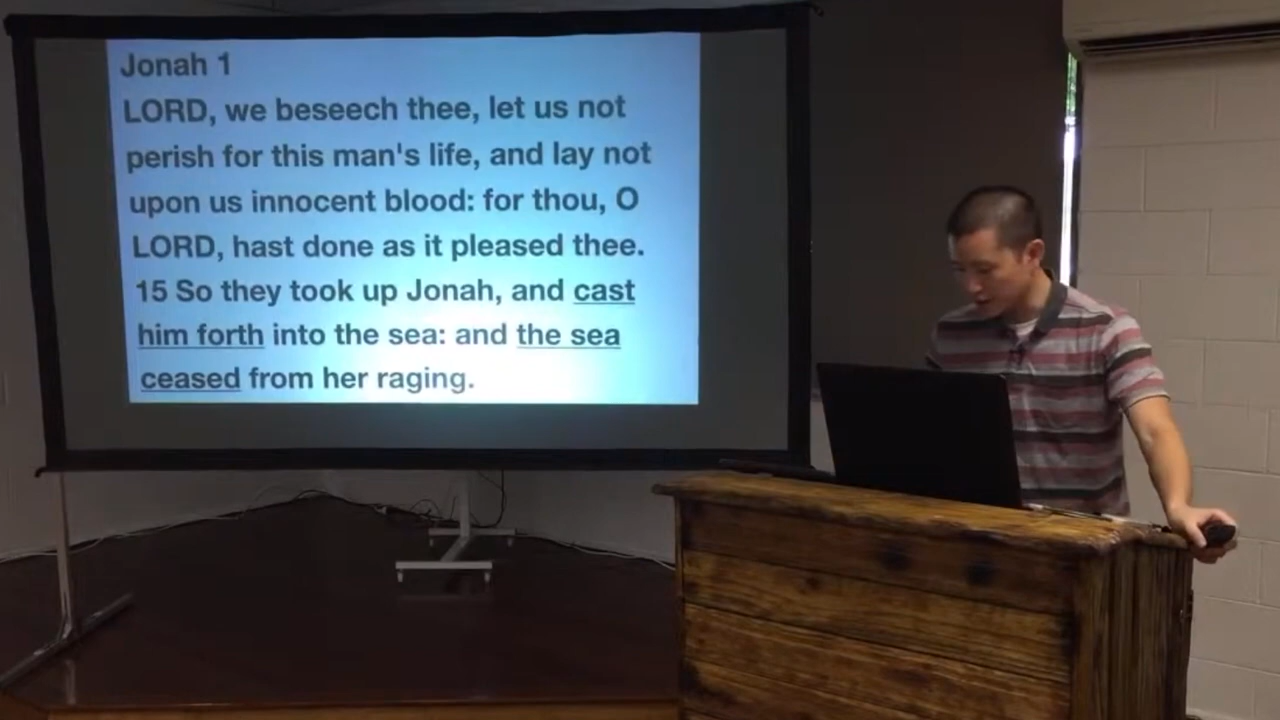 Jonah 1
LORD, we beseech thee, let us not
perish for this man's life, and lay not
upon us innocent blood: for thou, O
LORD, hast done as it pleased thee.
15 So they took up Jonah, and cast
him forth into the sea: and the sea
ceased from her raging.